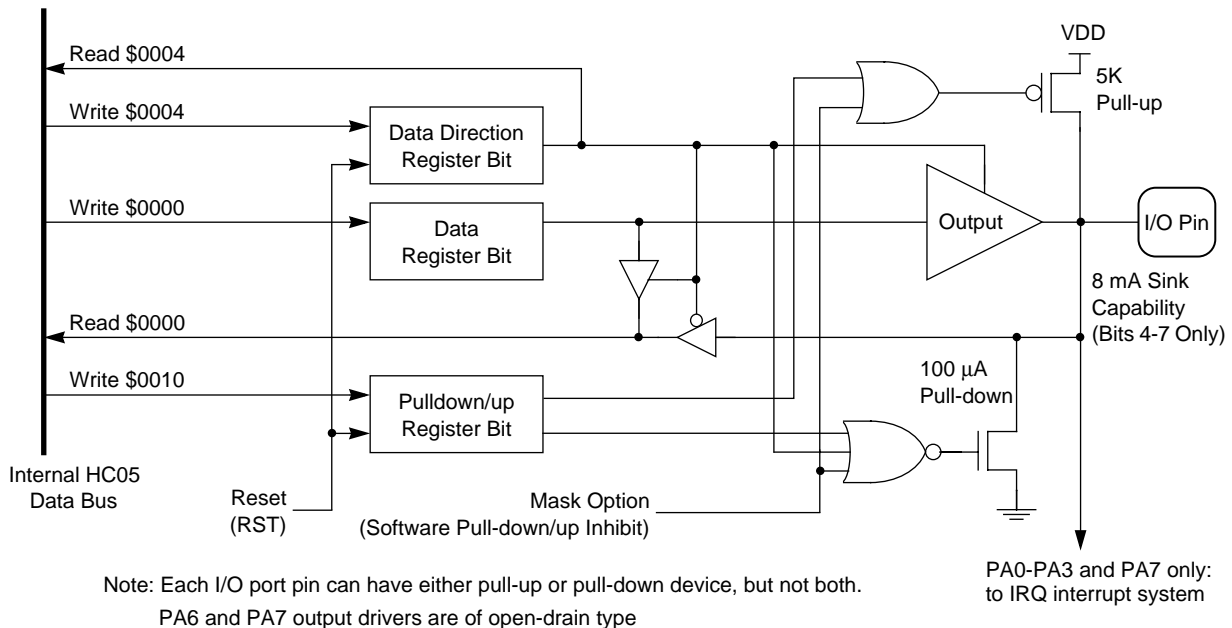 VDD
Read $0004
5K
Pull-up
Write $0004
Data Direction
Register Bit
Write $0000
Data
Register Bit
Output
I/O Pin
8 mA Sink
Capability
(Bits 4-7 Only)
Read $0000
Write $0010
100 μA
Pull-down
Pulldown/up
Register Bit
Internal HC05
Data Bus
Reset
(RST)
Mask Option
(Software Pull-down/up Inhibit)
PA0-PA3 and PA7 only:
to IRQ interrupt system
Note: Each I/O port pin can have either pull-up or pull-down device, but not both.
PA6 and PA7 output drivers are of open-drain type